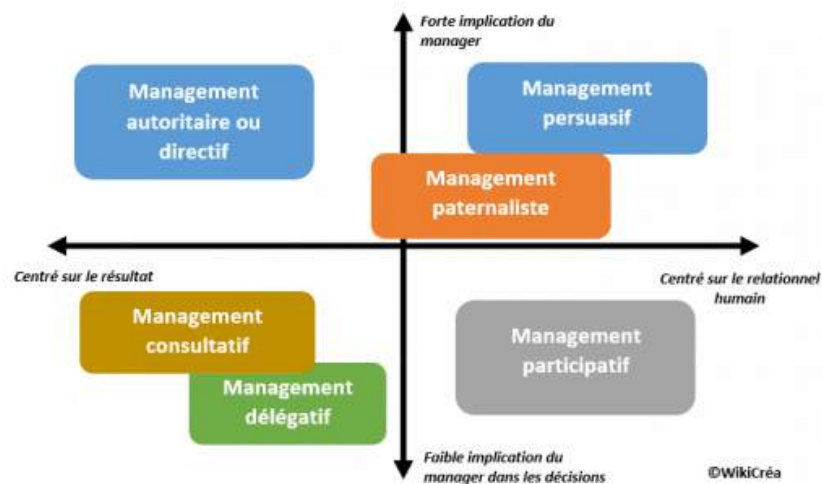 Forte implication du
manager
Management
autoritaire ou
directif
Management
persuasif
Management
paternaliste
Centré sur le résultat
Centré sur le relationnel
humain
Management
consultatif
Management
participatif
Management
délégatif
Faible implication du
manager dans les décisions
©WikiCréa